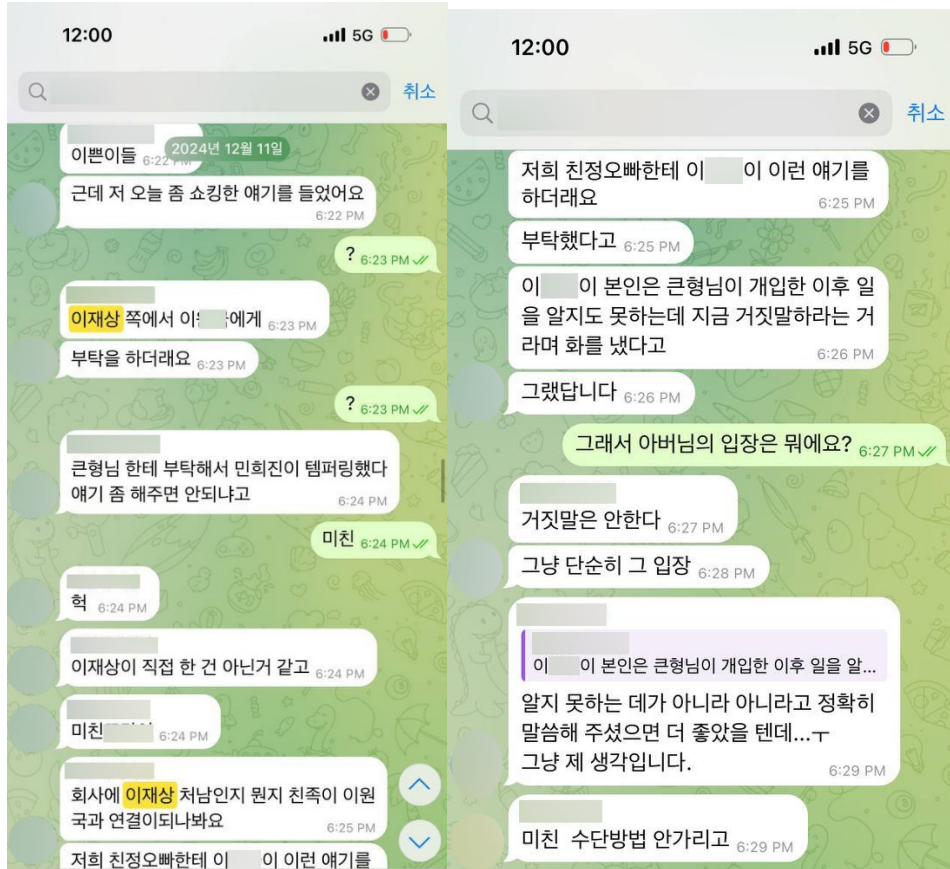 12:00
5G
취소
2024년 12월 11일
이쁜이들 6:22 PM
근데 저 오늘 좀 쇼킹한 얘기를 들었어요
6:22 PM
? 6:23 PM
이재상 쪽에서 이 에게 6:23 PM
부탁을 하더래요 6:23 PM
? 6:23 PM
큰형님 한테 부탁해서 민희진이 템퍼링했다
얘기 좀 해주면 안되냐고 6:24 PM
미친 6:24 PM
헉 6:24 PM
이재상이 직접 한 건 아닌거 같고 6:24 PM
미친 6:24 PM
회사에 이재상 처남인지 뭔지 친족이 이원
국과 연결이되나봐요 6:25 PM
저희 친정오빠한테 이 이 이런 얘기를
12:00
5G
취소
저희 친정오빠한테 이 이 이런 얘기를
하더래요 6:25 PM
부탁했다고 6:25 PM
이 이 본인은 큰형님이 개입한 이후 일
을 알지도 못하는데 지금 거짓말하라는 거
라며 화를 냈다고 6:26 PM
그랬답니다 6:26 PM
그래서 아버님의 입장은 뭐에요? 6:27 PM
거짓말은 안한다 6:27 PM
그냥 단순히 그 입장 6:28 PM
이 이 본인은 큰형님이 개입한 이후 일을 알...
알지 못하는 데가 아니라 아니라고 정확히
말씀해 주셨으면 더 좋았을 텐데...ㅜ
그냥 제 생각입니다. 6:29 PM
미친 수단방법 안가리고 6:29 PM